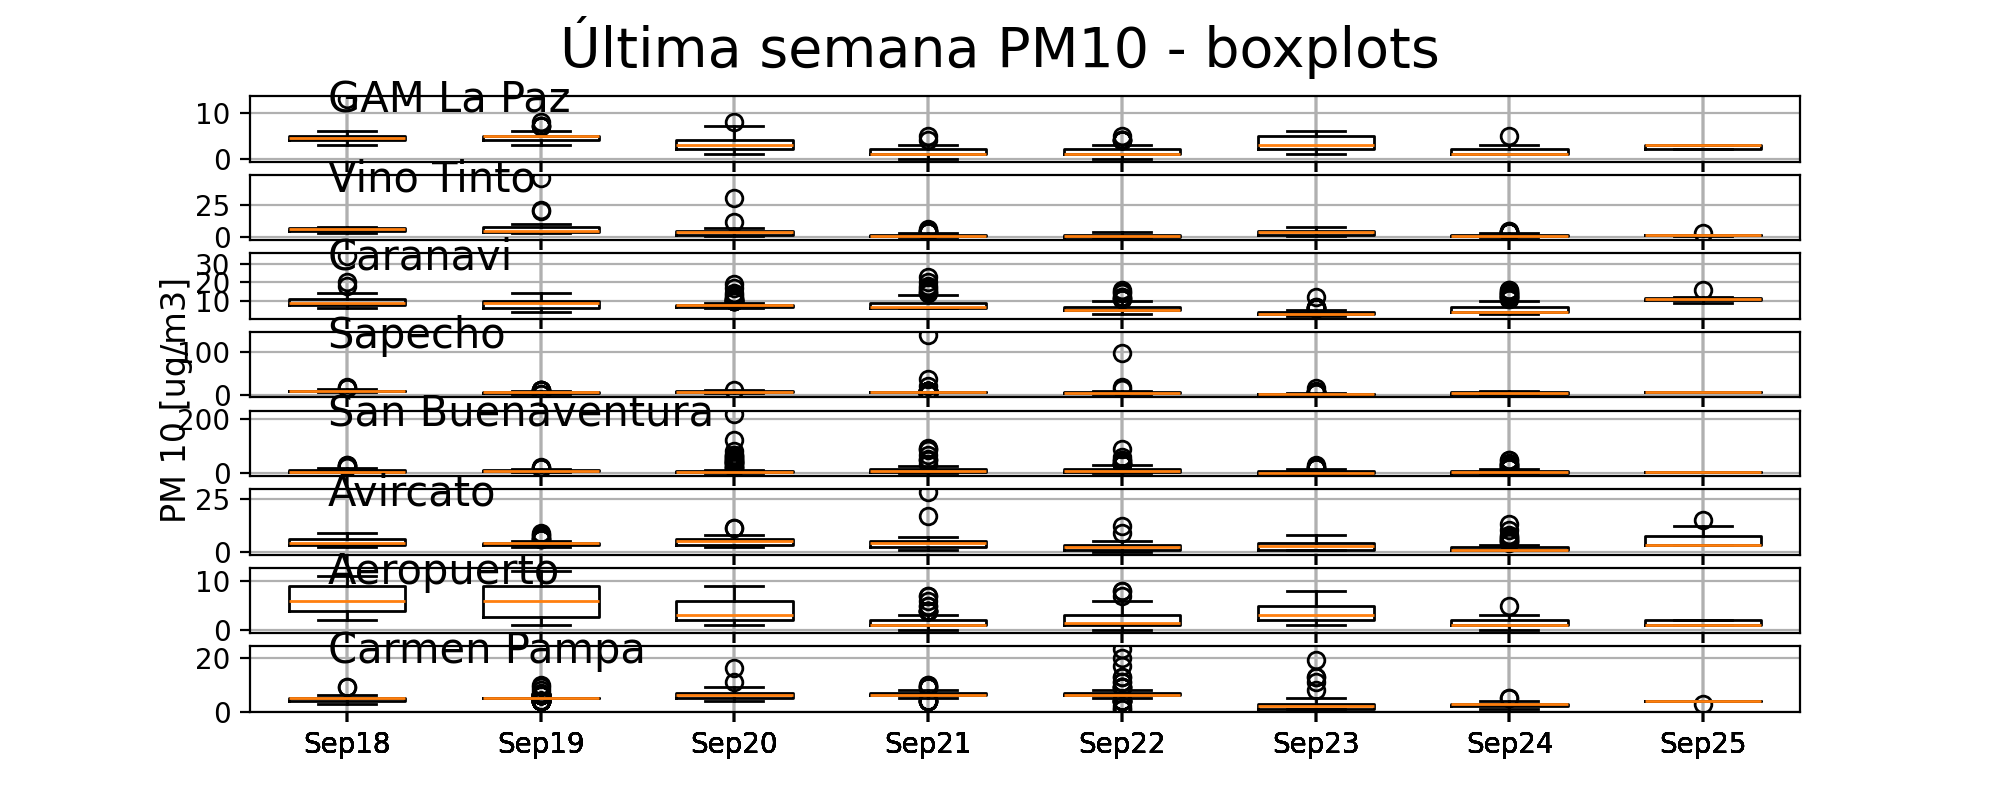 Última semana PM10 - boxplots
GAM La Paz
10
0
Vino Tinto
25
0
Caranavi
30
20
10
Sapecho
100
0
San Buenaventura
200
0
Avircato
25
0
Aeropuerto
10
0
Carmen Pampa
20
0
PM 10 [ug/m3]
Sep18 Sep19 Sep20 Sep21 Sep22 Sep23 Sep24 Sep25